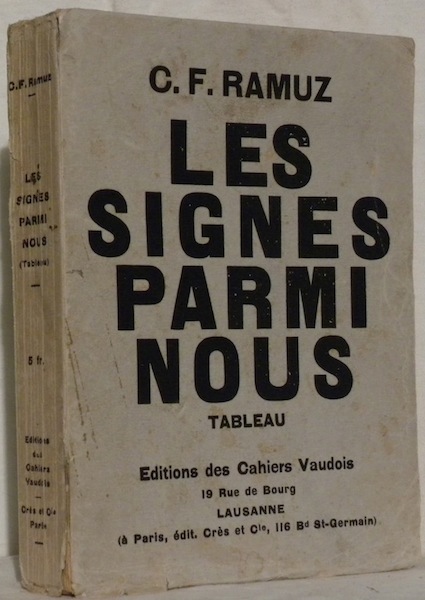 C. F. RAMUZ
LES
SIGNES
PARMI
NOUS
TABLEAU
Editions des Cahiers Vaudois
19 Rue de Bourg
LAUSANNE
(à Paris, édit. Crès et Cie, 116 Bd St-Germain)
C. F. Ramuz
LES
SIGNES
PARMI
NOUS
(Tableau)
5 fr.
Editions
des
Cahiers
Vaudois
Crès et Cie
Paris